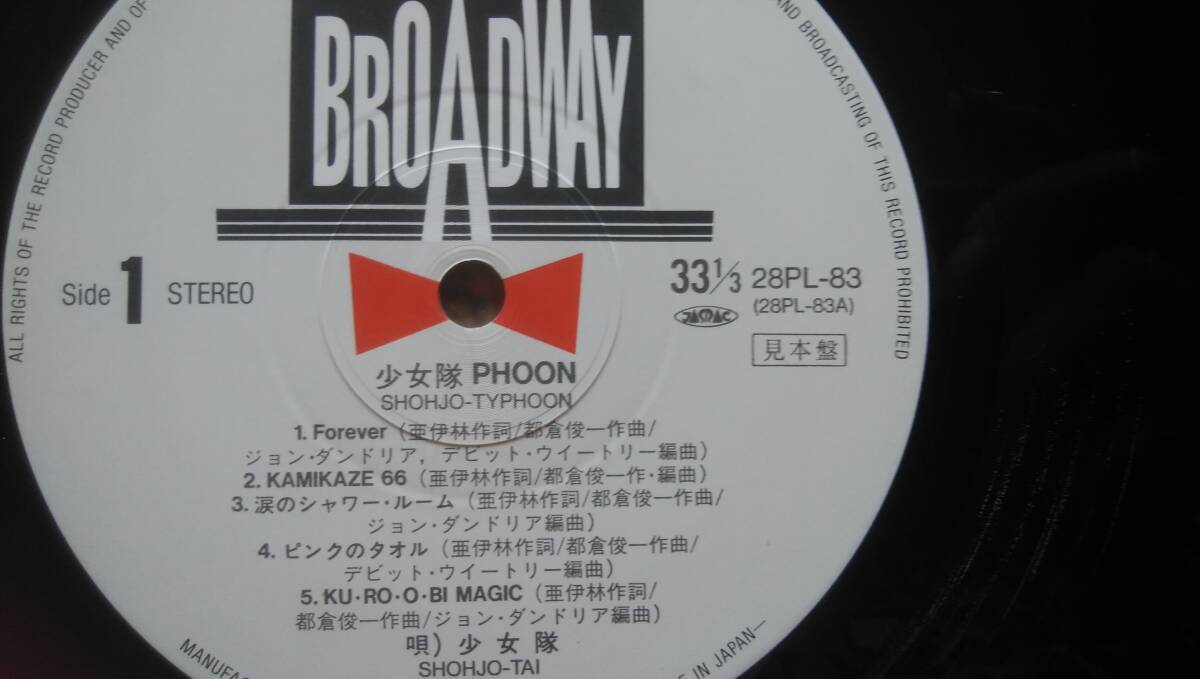 ALL RIGHTS OF THE RECORD PRODUCER AND OF
AND BROADCASTING OF THIS RECORD PROHIBITED
BROADWAY
Side 1 STEREO
33 1/3 28PL-83
JASRAC (28PL-83A)
見本盤
少女隊 PHOON
SHOHJO-TYPHOON
1. Forever (亜伊林作詞/都倉俊一作曲/
ジョン・ダンドリア, デビット・ウイートリー編曲)
2. KAMIKAZE 66 (亜伊林作詞/都倉俊一作・編曲)
3. 涙のシャワー・ルーム (亜伊林作詞/都倉俊一作曲/
ジョン・ダンドリア編曲)
4. ピンクのタオル (亜伊林作詞/都倉俊一作曲/
デビット・ウイートリー編曲)
5. KU・RO・O・BI MAGIC (亜伊林作詞/
都倉俊一作曲/ジョン・ダンドリア編曲)
唄) 少女隊
SHOHJO-TAI
IN JAPAN—